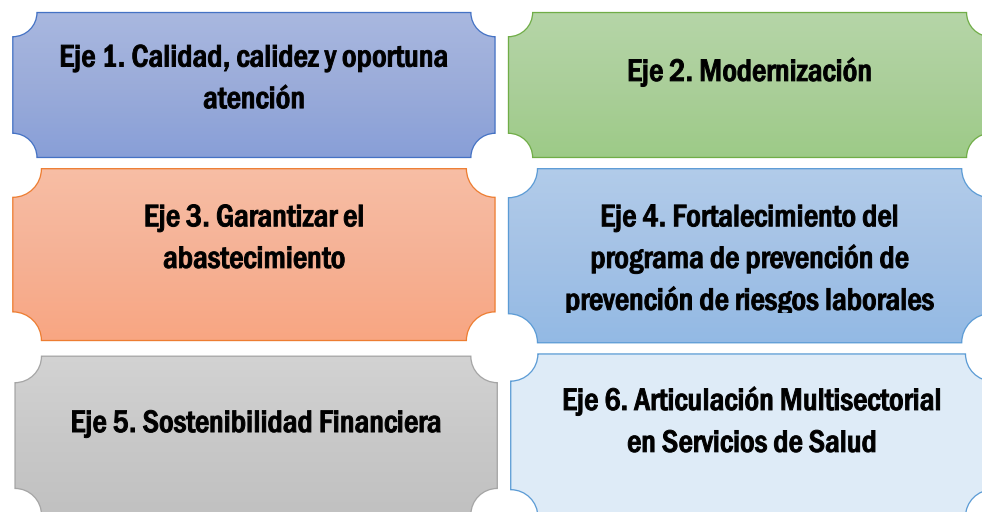 Eje 1. Calidad, calidez y oportuna
atención
Eje 2. Modernización
Eje 3. Garantizar el
abastecimiento
Eje 4. Fortalecimiento del
programa de prevención de
prevención de riesgos laborales
Eje 5. Sostenibilidad Financiera
Eje 6. Articulación Multisectorial
en Servicios de Salud